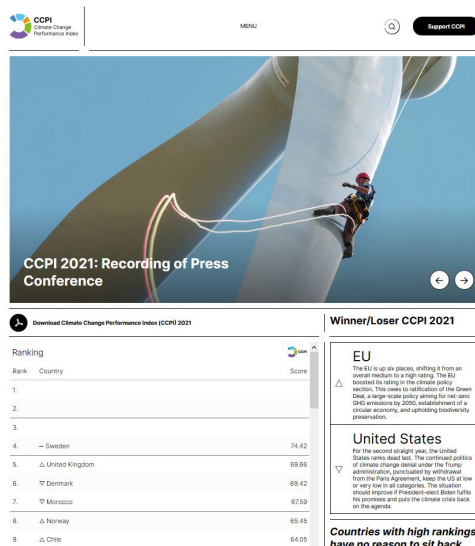 CCPI
Climate Change
Performance Index
MENU
Support CCPI
CCPI 2021: Recording of Press
Conference
Download Climate Change Performance Index (CCPI) 2021
Winner/Loser CCPI 2021
Ranking
CCPI
Rank Country Score
1.
2.
3.
4. – Sweden 74.42
5. △ United Kingdom 69.66
6. ▽ Denmark 69.42
7. ▽ Morocco 67.59
8. △ Norway 65.45
9. △ Chile 64.05
EU
The EU is up six places, shifting it from an
overall medium to a high rating. The EU
boosted its rating in the climate policy
section. This owes to ratification of the Green
Deal, a large-scale policy aiming for net-zero
GHG emissions by 2050, establishment of a
circular economy, and upholding biodiversity
preservation.
United States
For the second straight year, the United
States ranks dead last. The continued politics
of climate change denial under the Trump
administration, punctuated by withdrawal
from the Paris Agreement, keep the US at low
or very low in all categories. The situation
should improve if President-elect Biden fulfils
his promises and puts the climate crisis back
on the agenda.
Countries with high rankings
have no reason to sit back